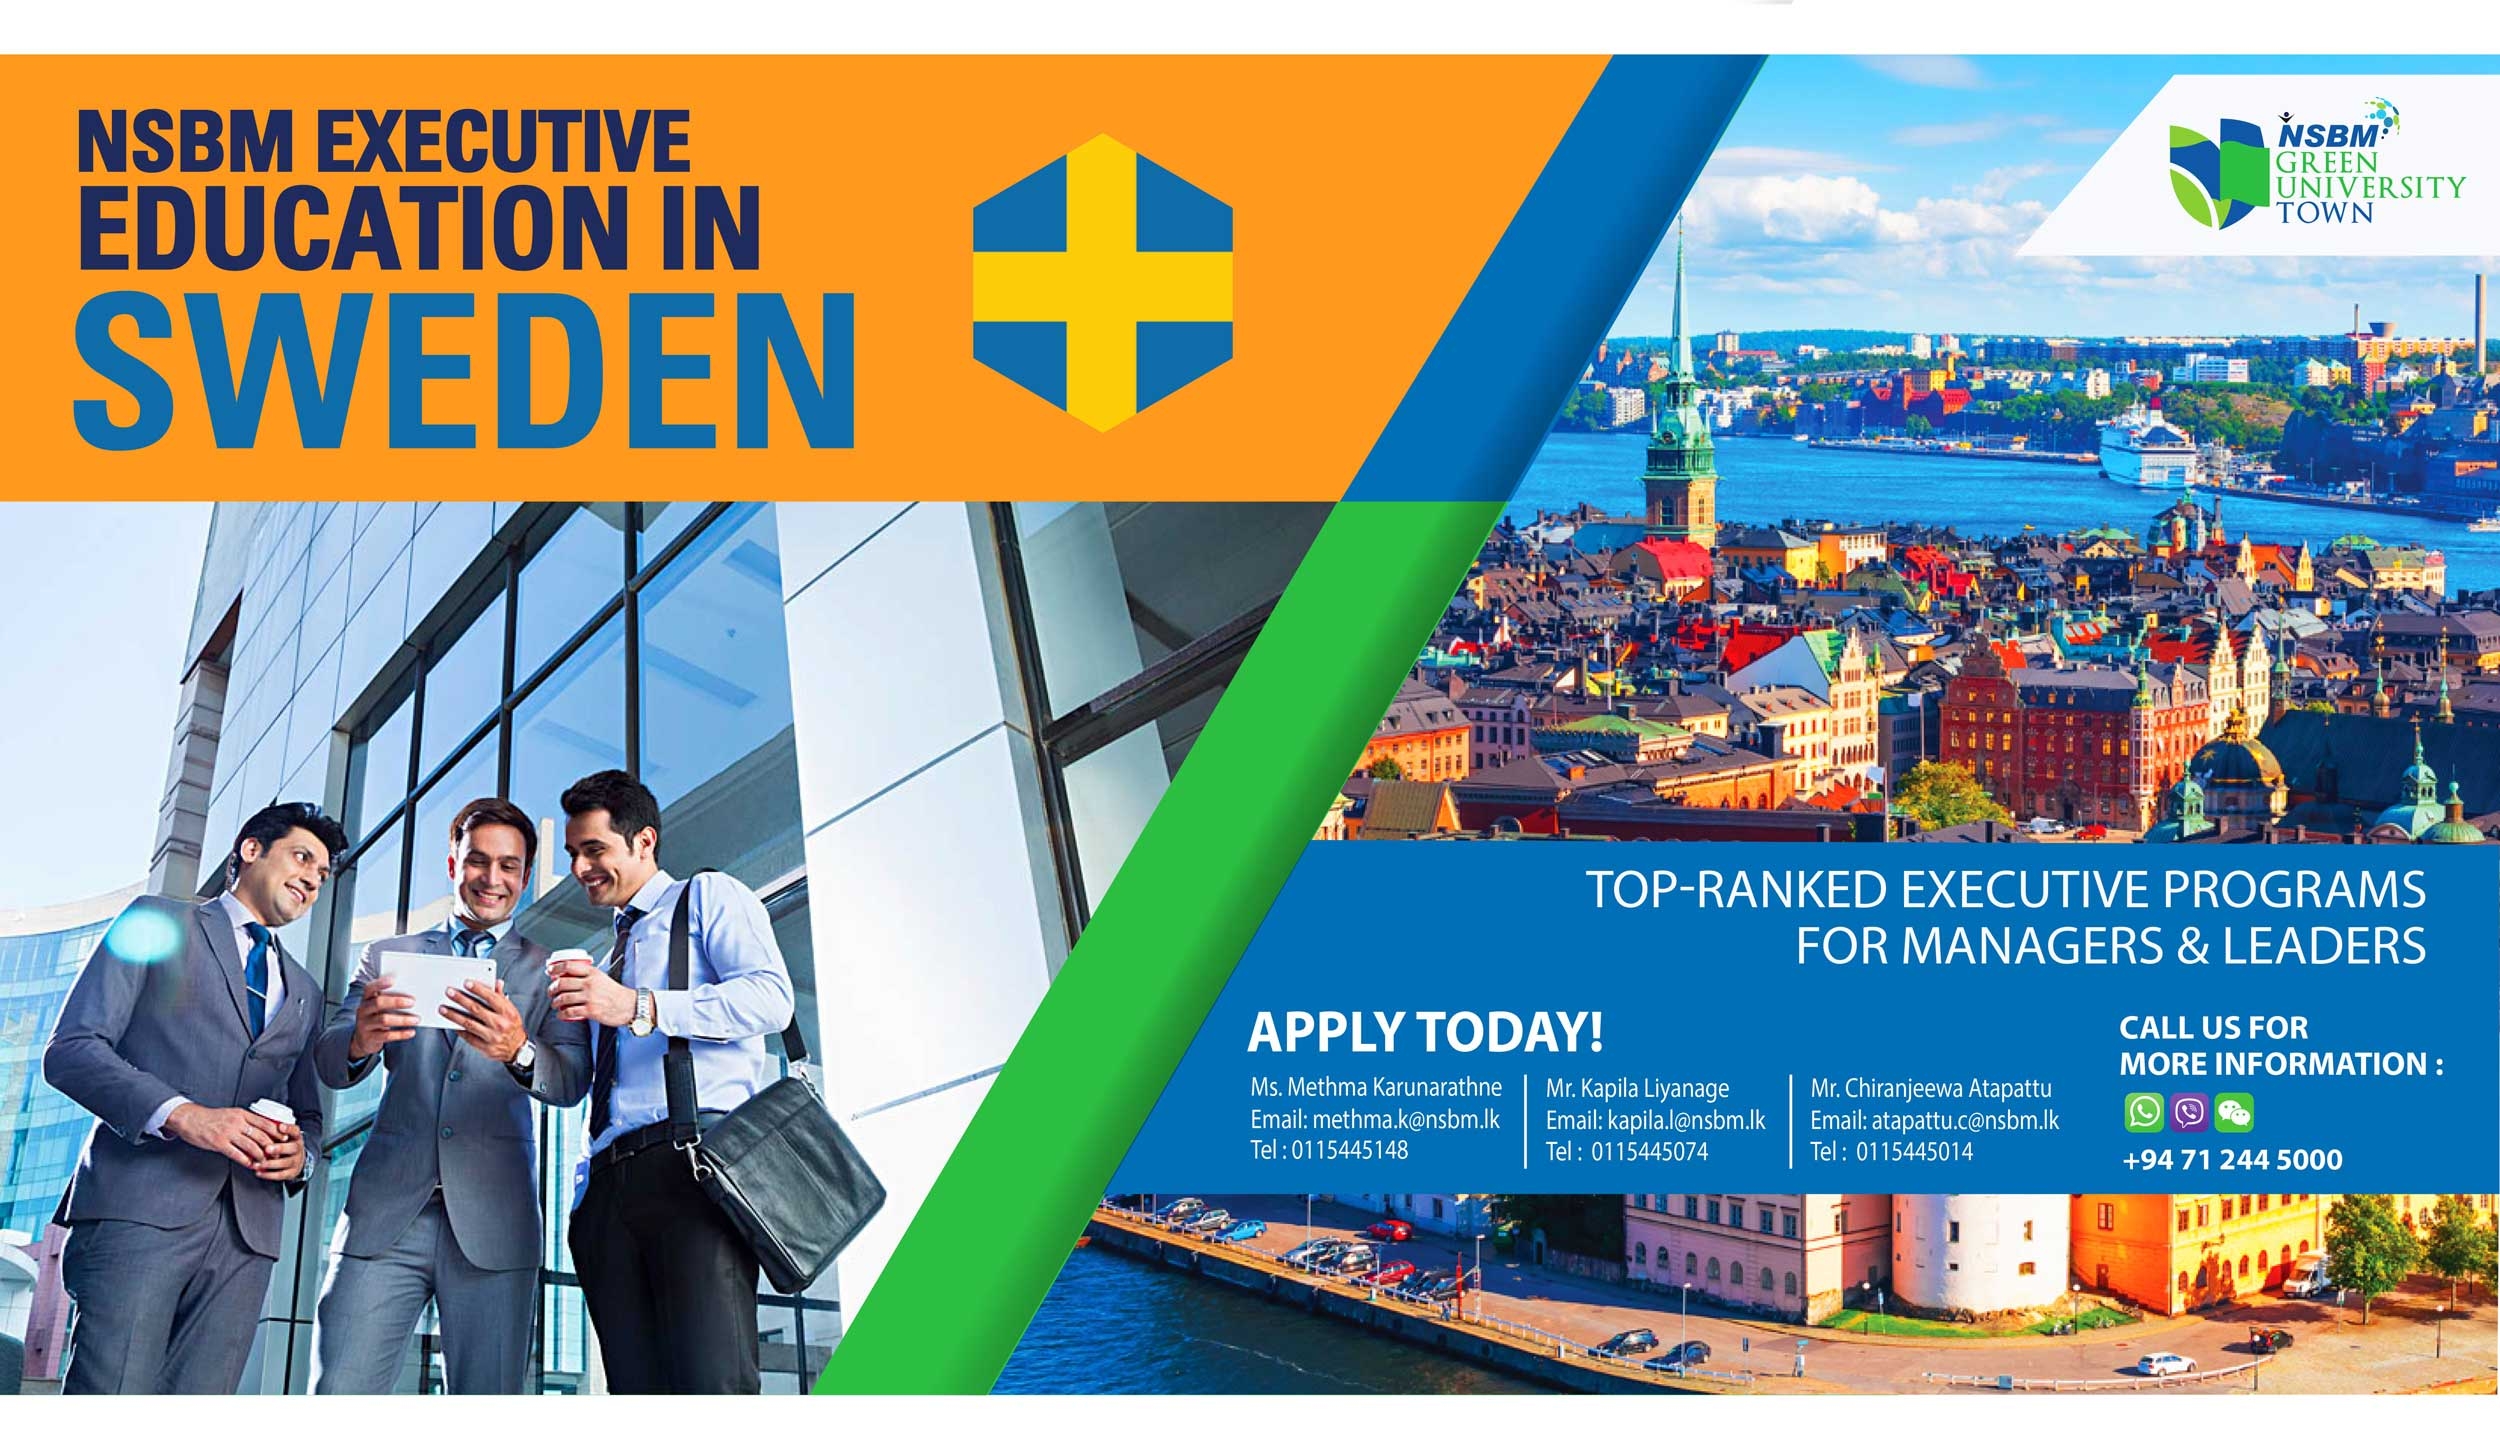 NSBM EXECUTIVE
EDUCATION IN
SWEDEN
NSBM
GREEN
UNIVERSITY
TOWN
TOP-RANKED EXECUTIVE PROGRAMS
FOR MANAGERS & LEADERS
APPLY TODAY!
Ms. Methma Karunarathne
Email: methma.k@nsbm.lk
Tel : 0115445148
Mr. Kapila Liyanage
Email: kapila.l@nsbm.lk
Tel : 0115445074
Mr. Chiranjeewa Atapattu
Email: atapattu.c@nsbm.lk
Tel : 0115445014
CALL US FOR
MORE INFORMATION :
+94 71 244 5000